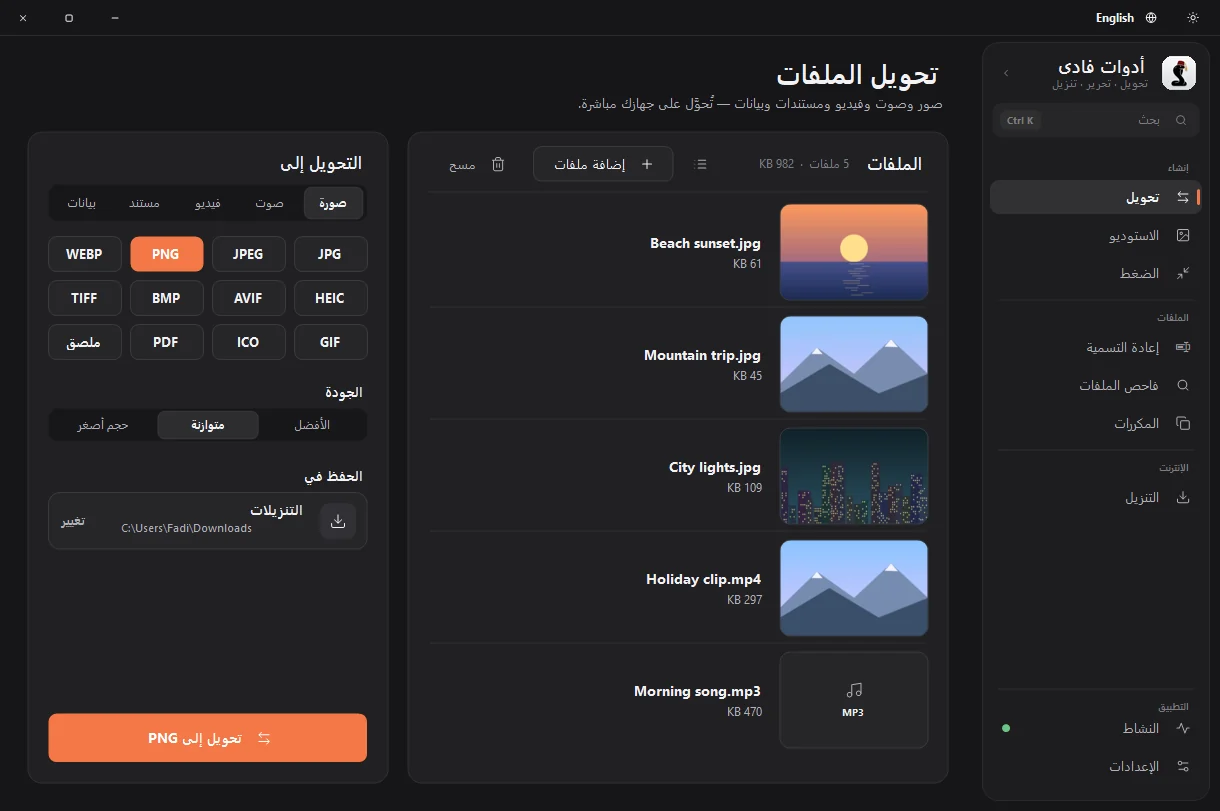 English
أدوات فادي
تحويل · تحرير · تنزيل
بحث
Ctrl K
إنشاء
تحويل
الاستوديو
الضغط
الملفات
إعادة التسمية
فاحص الملفات
المكررات
الإنترنت
التنزيل
التطبيق
النشاط
الإعدادات
تحويل الملفات
صور وصوت وفيديو ومستندات وبيانات — تُحوَّل على جهازك مباشرة.
الملفات
5 ملفات · 982 KB
إضافة ملفات
مسح
Beach sunset.jpg
61 KB
Mountain trip.jpg
45 KB
City lights.jpg
109 KB
Holiday clip.mp4
297 KB
MP3
Morning song.mp3
470 KB
التحويل إلى
صورة صوت فيديو مستند بيانات
JPG JPEG PNG WEBP
HEIC AVIF BMP TIFF
GIF ICO PDF ملصق
الجودة
الأفضل متوازنة حجم أصغر
الحفظ في
التنزيلات
C:\Users\Fadi\Downloads
تغيير
تحويل إلى PNG